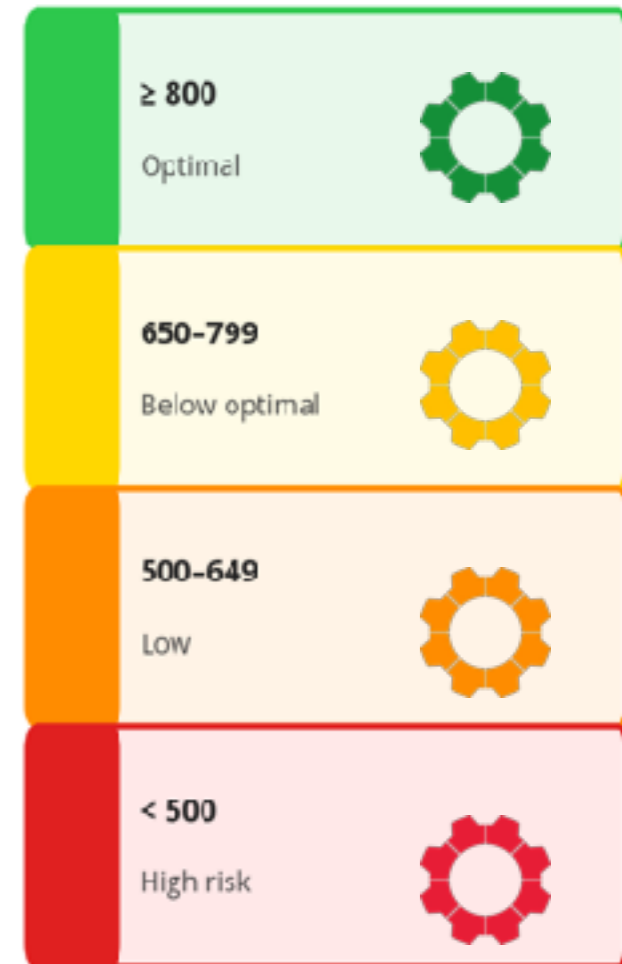 ≥ 800
Optimal
650–799
Below optimal
500–649
Low
< 500
High risk